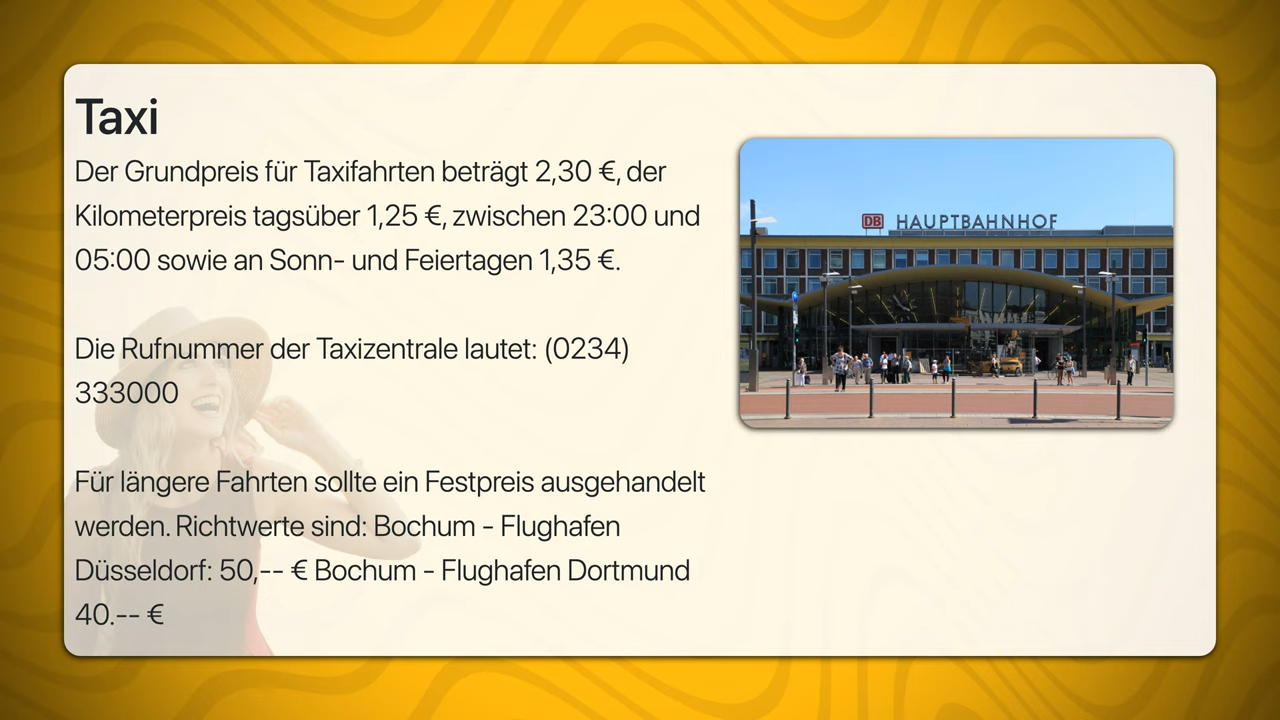 Taxi
Der Grundpreis für Taxifahrten beträgt 2,30 €, der
Kilometerpreis tagsüber 1,25 €, zwischen 23:00 und
05:00 sowie an Sonn- und Feiertagen 1,35 €.
Die Rufnummer der Taxizentrale lautet: (0234)
333000
Für längere Fahrten sollte ein Festpreis ausgehandelt
werden. Richtwerte sind: Bochum - Flughafen
Düsseldorf: 50,-- € Bochum - Flughafen Dortmund
40.-- €
DB HAUPTBAHNHOF